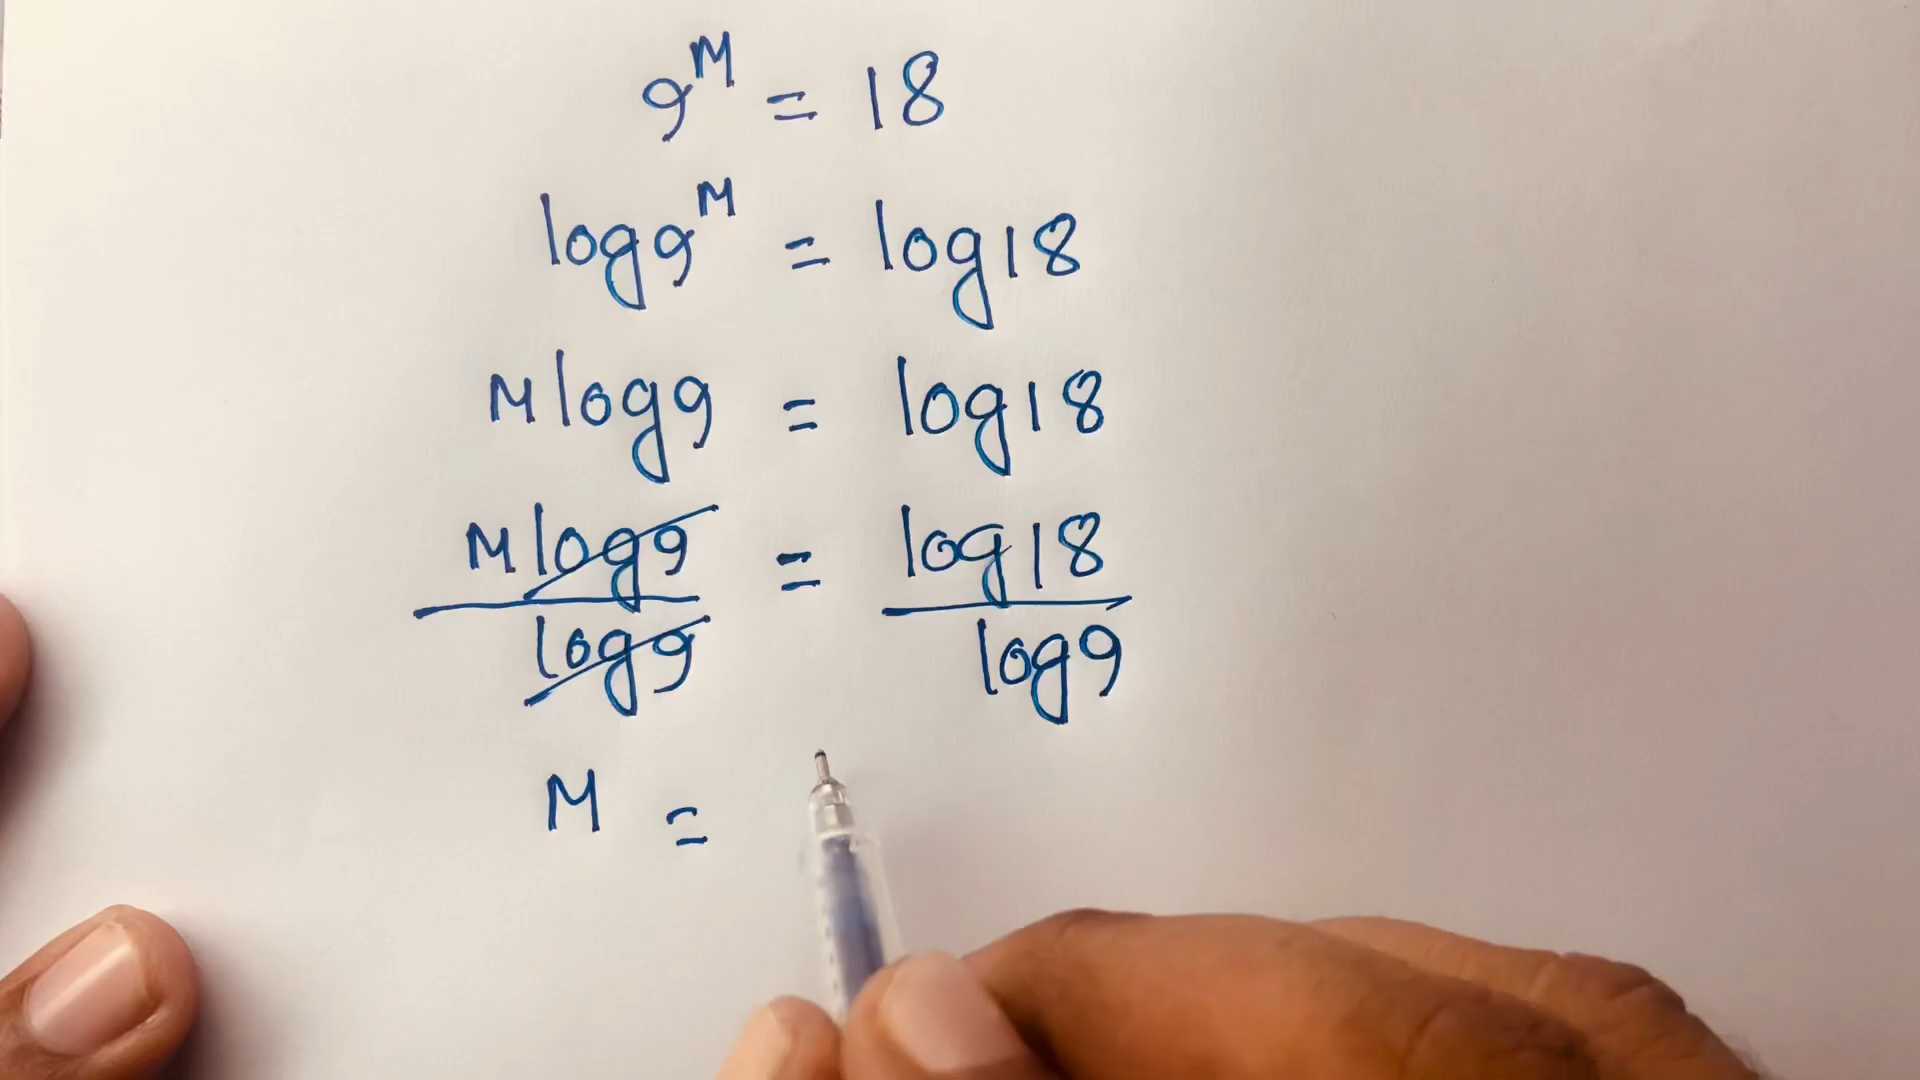 9^M = 18
log9^M = log18
Mlog9 = log18
Mlog9 / log9 = log18 / log9
M =